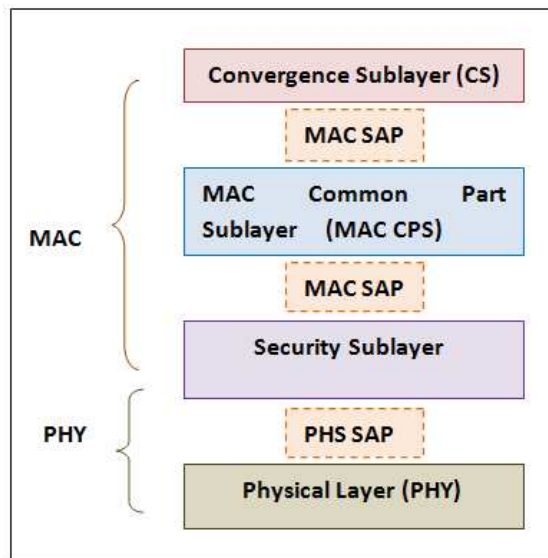 Convergence Sublayer (CS)
MAC SAP
MAC Common Part
Sublayer (MAC CPS)
MAC
MAC SAP
Security Sublayer
PHY
PHS SAP
Physical Layer (PHY)